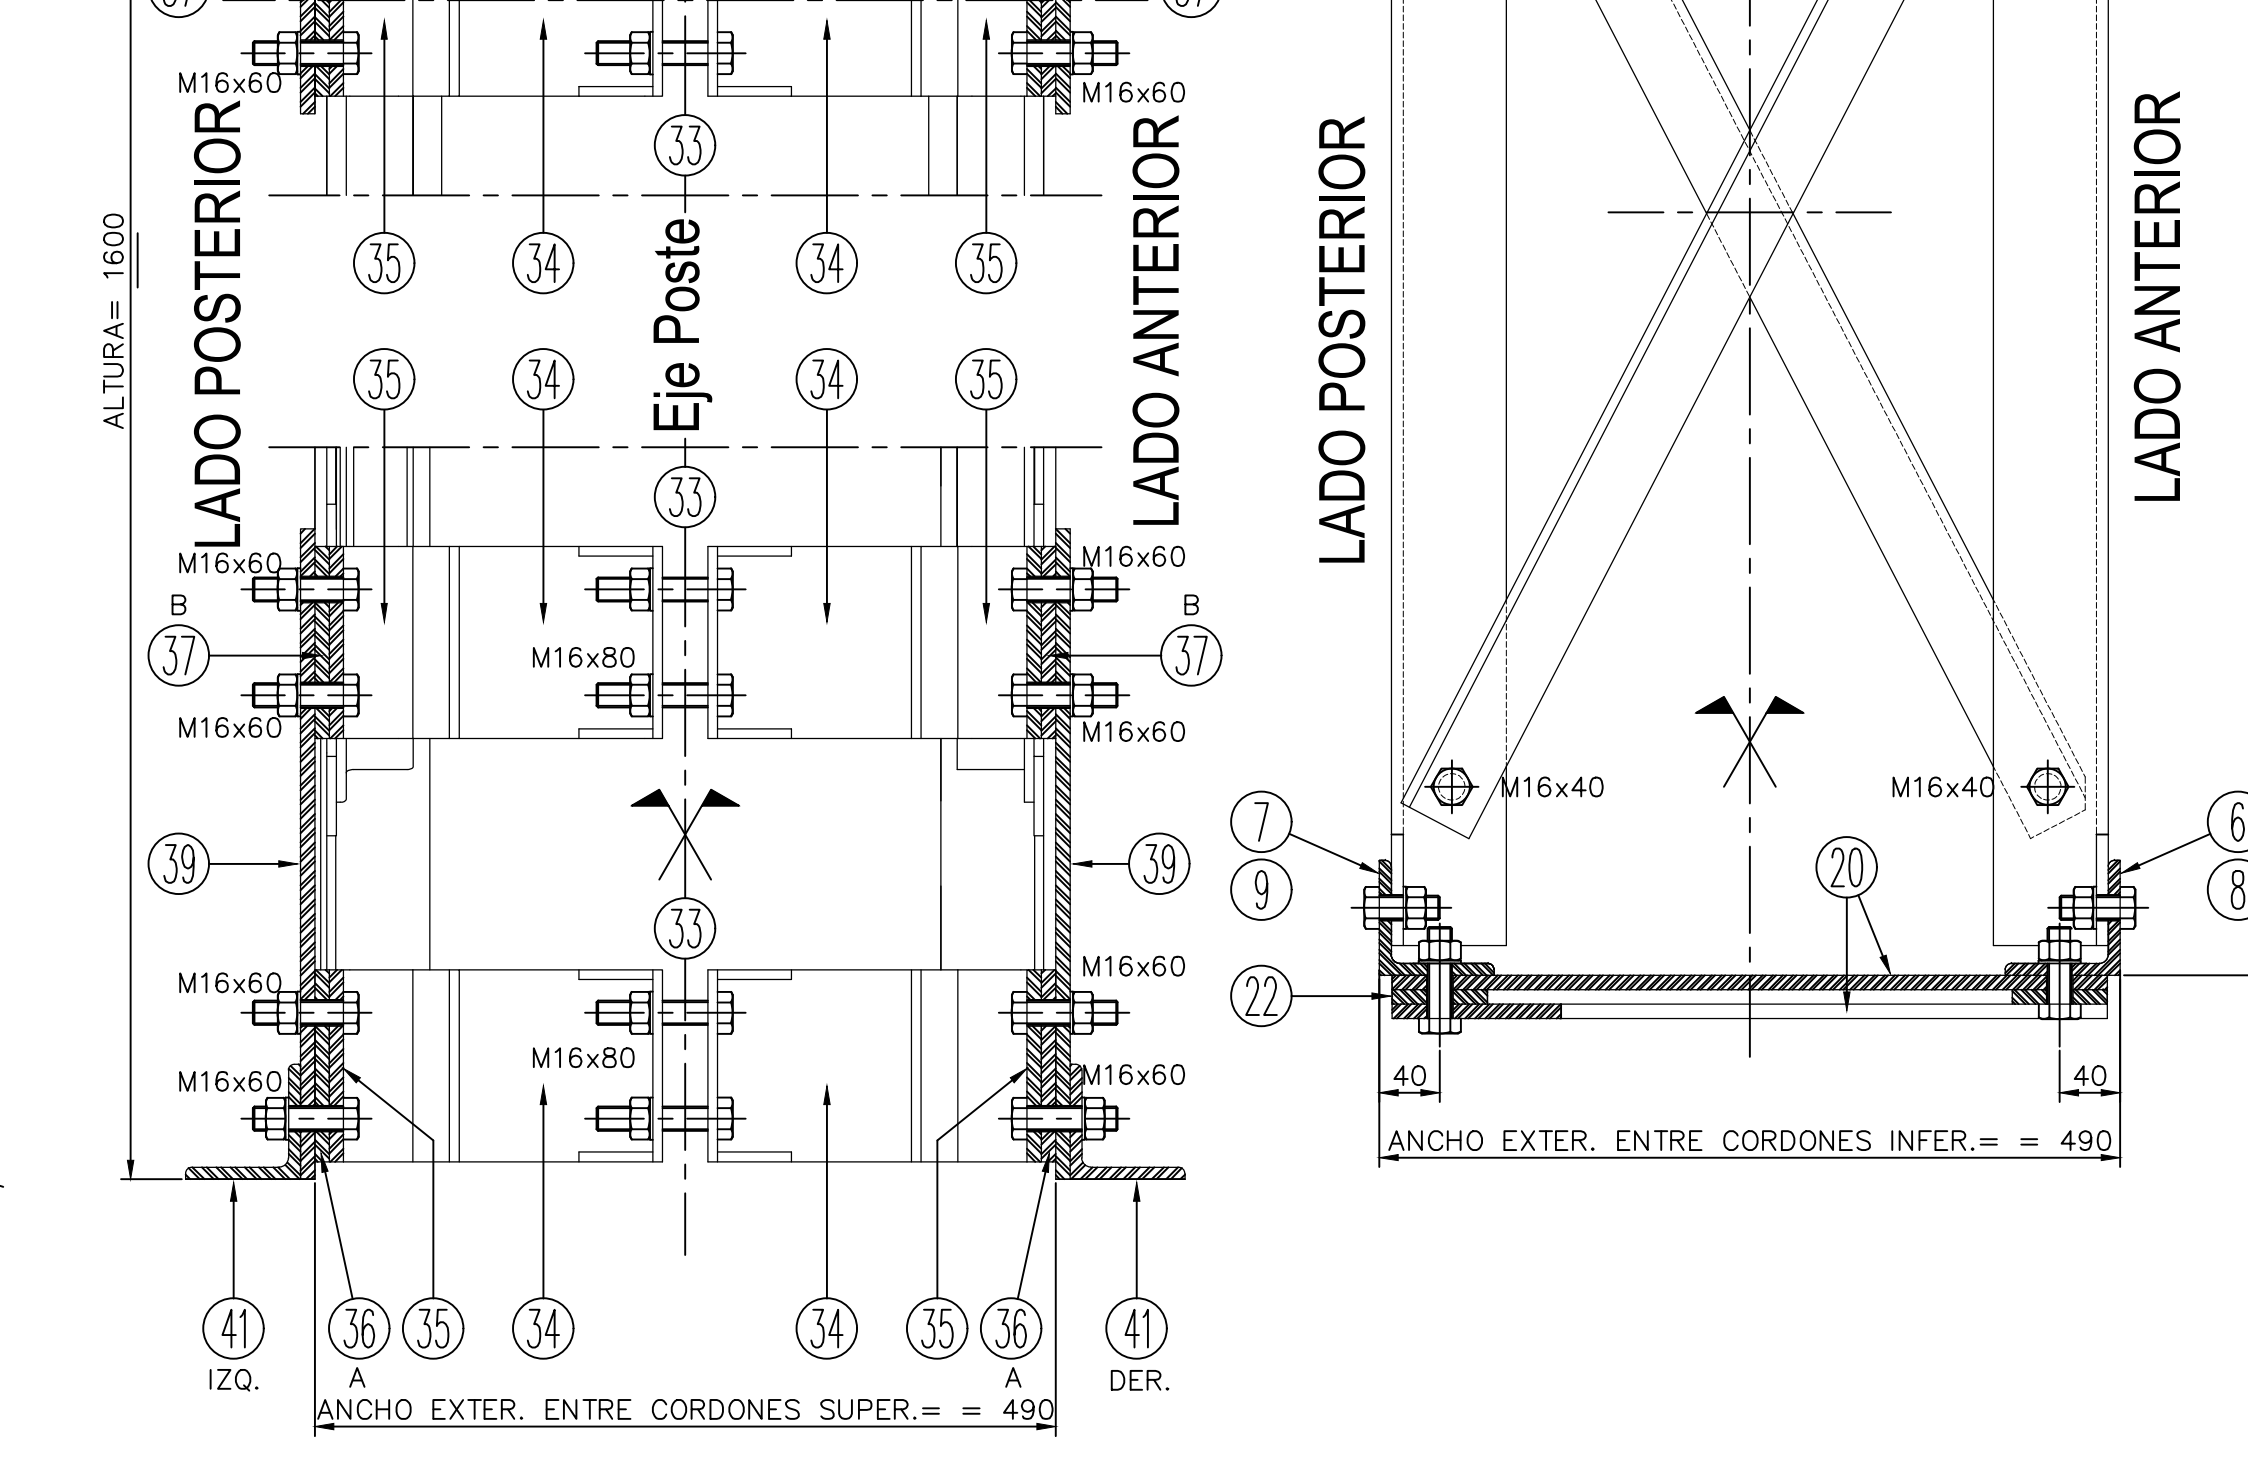 37
37
M16x60
M16x60
33
LADO POSTERIOR
LADO ANTERIOR
LADO POSTERIOR
LADO ANTERIOR
ALTURA= 1600
Eje Poste
35
34
34
35
35
34
34
35
33
M16x60
M16x60
B
B
37
M16x80
37
M16x60
M16x60
M16x40
M16x40
7
6
39
39
20
9
8
33
M16x60
M16x60
22
M16x80
M16x60
M16x60
40
40
ANCHO EXTER. ENTRE CORDONES INFER.= = 490
41
36
35
34
34
35
36
41
IZQ.
A
A
DER.
ANCHO EXTER. ENTRE CORDONES SUPER.= = 490